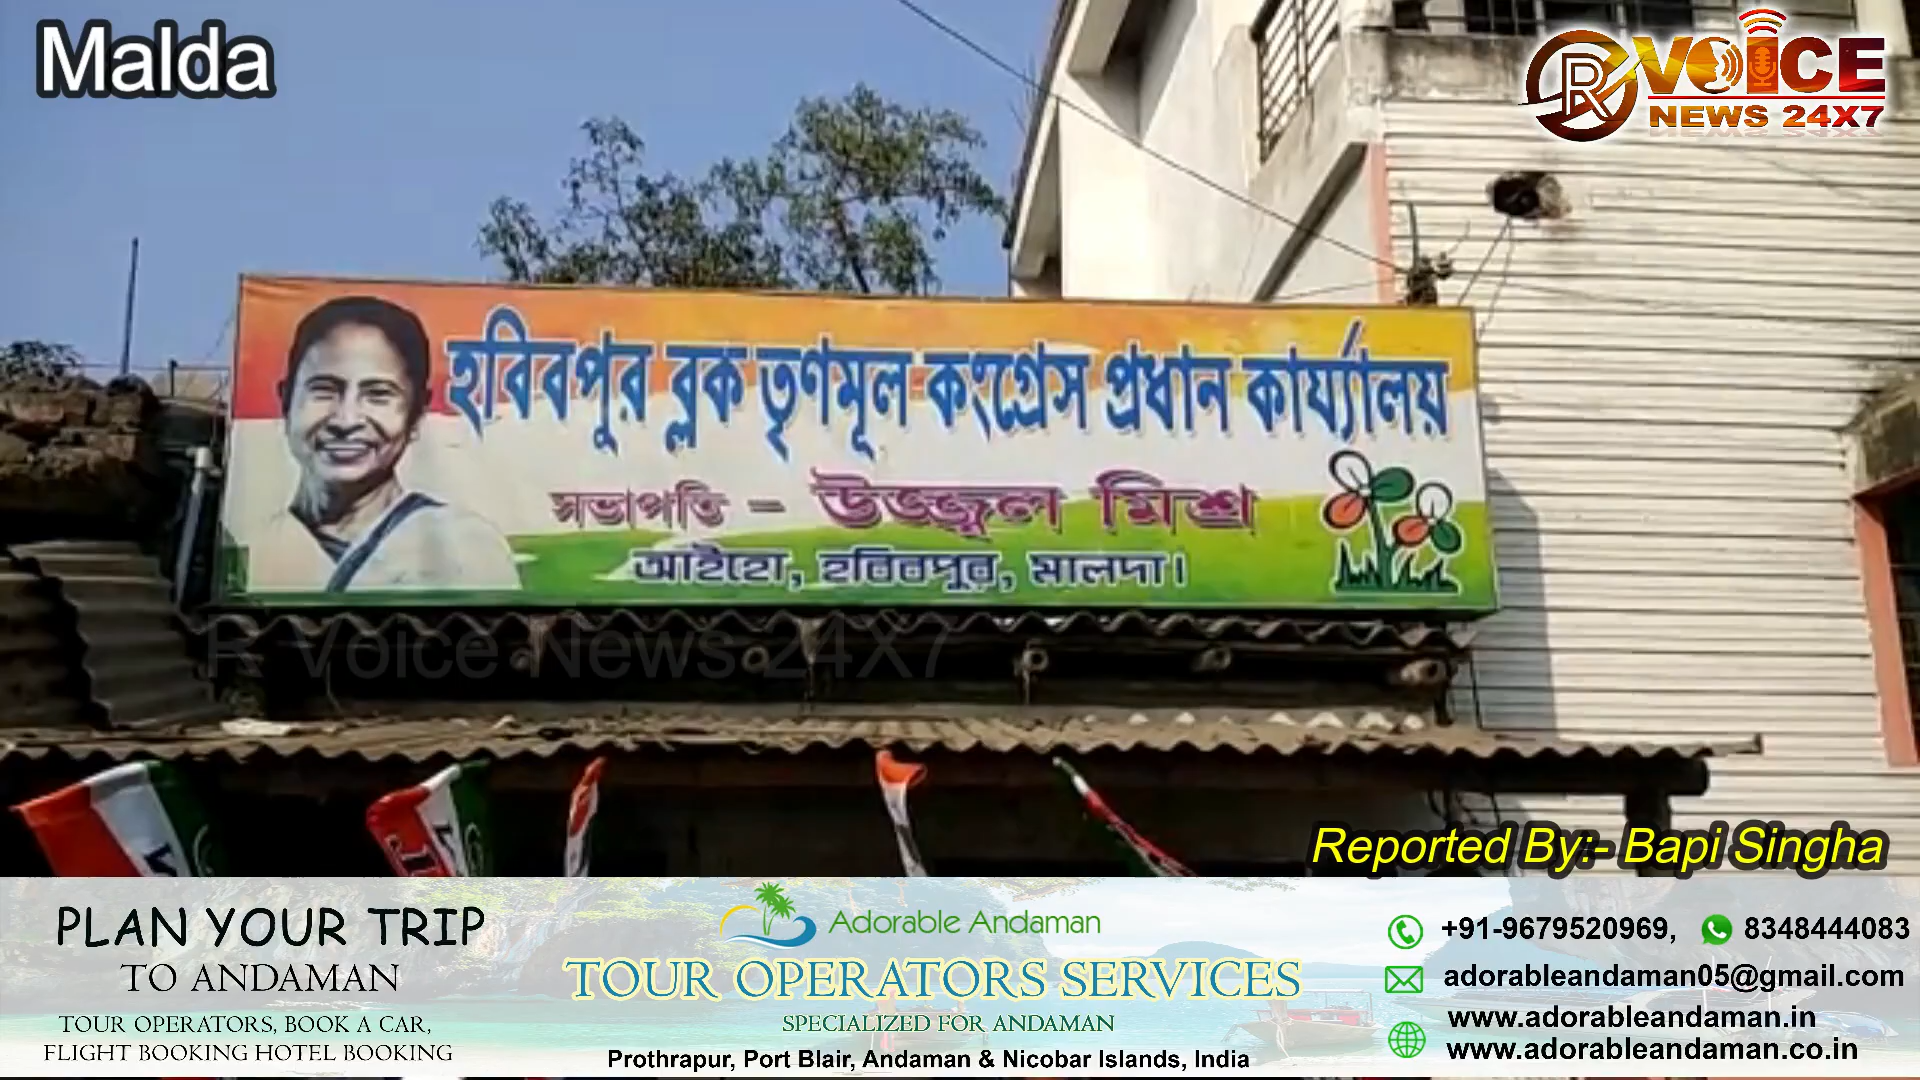 Malda
R VOICE
NEWS 24X7
হবিবপুর ব্লক তৃণমূল কংগ্রেস প্রধান কার্য্যালয়
সভাপতি - উজ্জ্বল মিশ্র
আইহো, হবিবপুর, মালদা।
R Voice News 24X7
Reported By:- Bapi Singha
PLAN YOUR TRIP
TO ANDAMAN
TOUR OPERATORS, BOOK A CAR,
FLIGHT BOOKING HOTEL BOOKING
Adorable Andaman
TOUR OPERATORS SERVICES
SPECIALIZED FOR ANDAMAN
Prothrapur, Port Blair, Andaman & Nicobar Islands, India
+91-9679520969, 8348444083
adorableandaman05@gmail.com
www.adorableandaman.in
www.adorableandaman.co.in